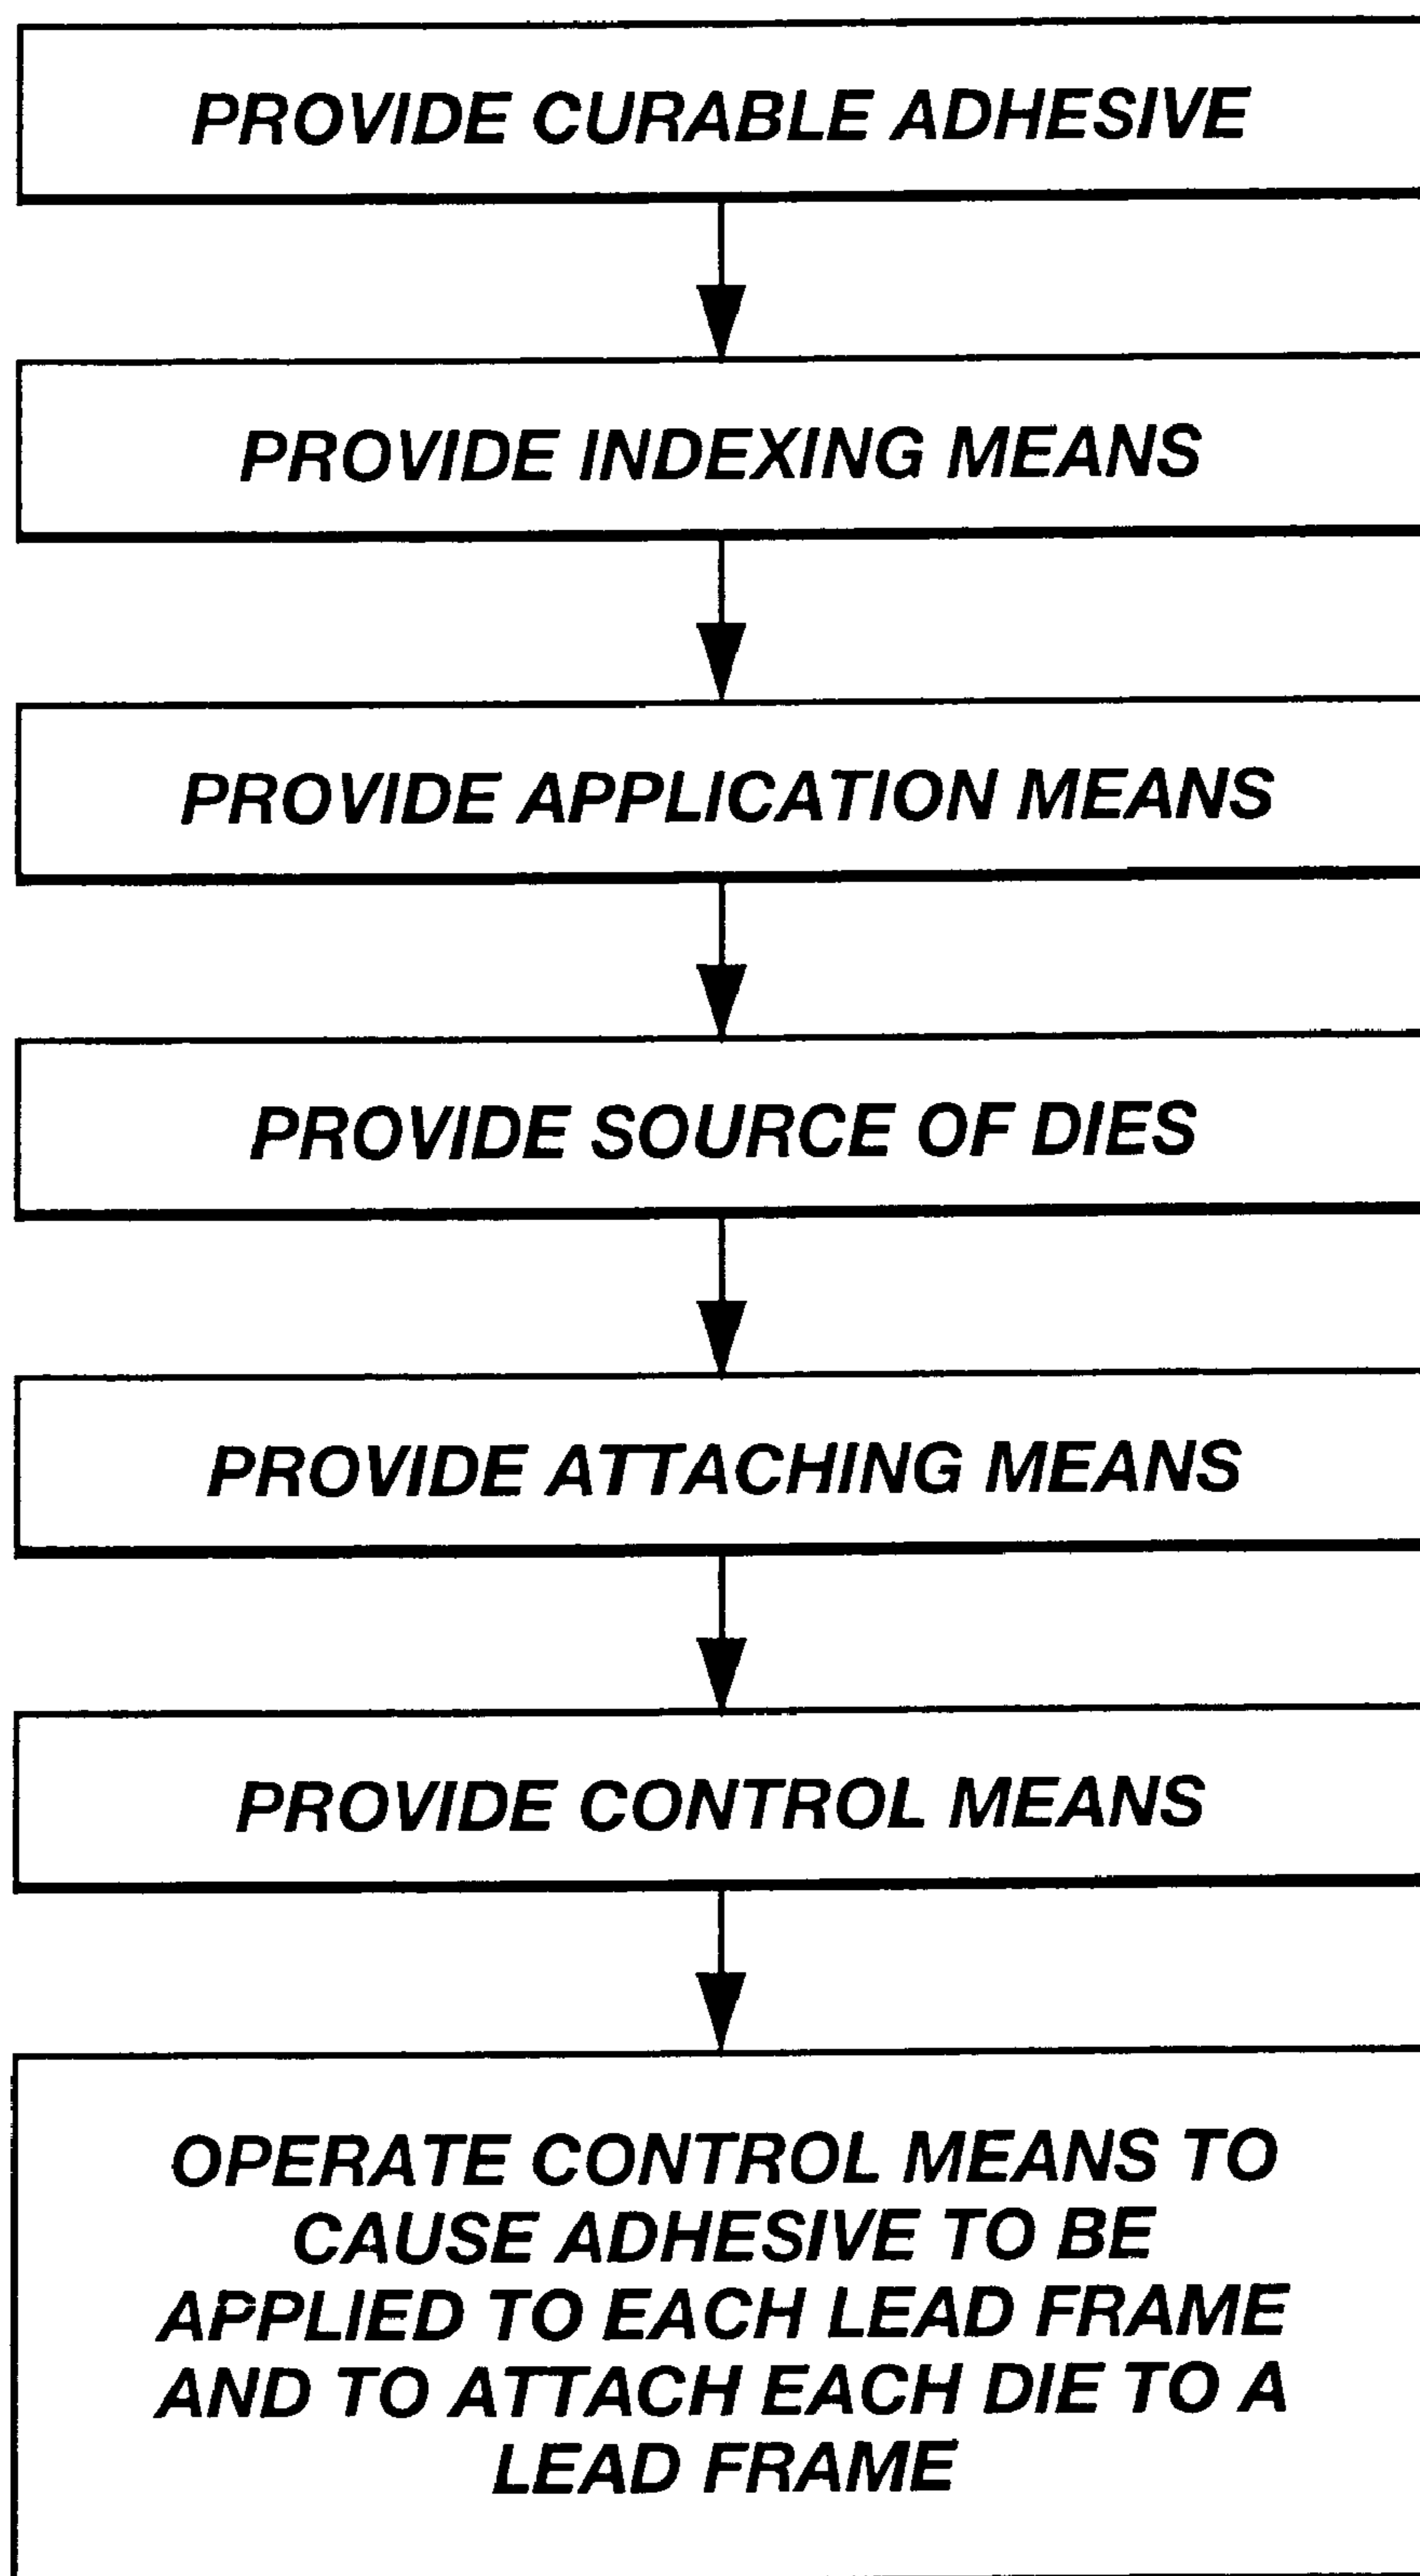 PROVIDE CURABLE ADHESIVE
PROVIDE INDEXING MEANS
PROVIDE APPLICATION MEANS
PROVIDE SOURCE OF DIES
PROVIDE ATTACHING MEANS
PROVIDE CONTROL MEANS
OPERATE CONTROL MEANS TO
CAUSE ADHESIVE TO BE
APPLIED TO EACH LEAD FRAME
AND TO ATTACH EACH DIE TO A
LEAD FRAME